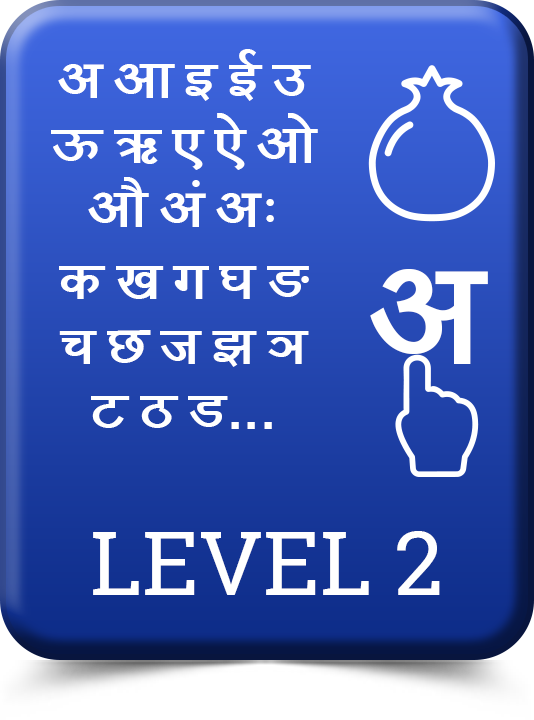 अ आ इ ई उ
ऊ ऋ ए ऐ ओ
औ अं अः
क ख ग घ ङ
च छ ज झ ञ
ट ठ ड...
अ
LEVEL 2